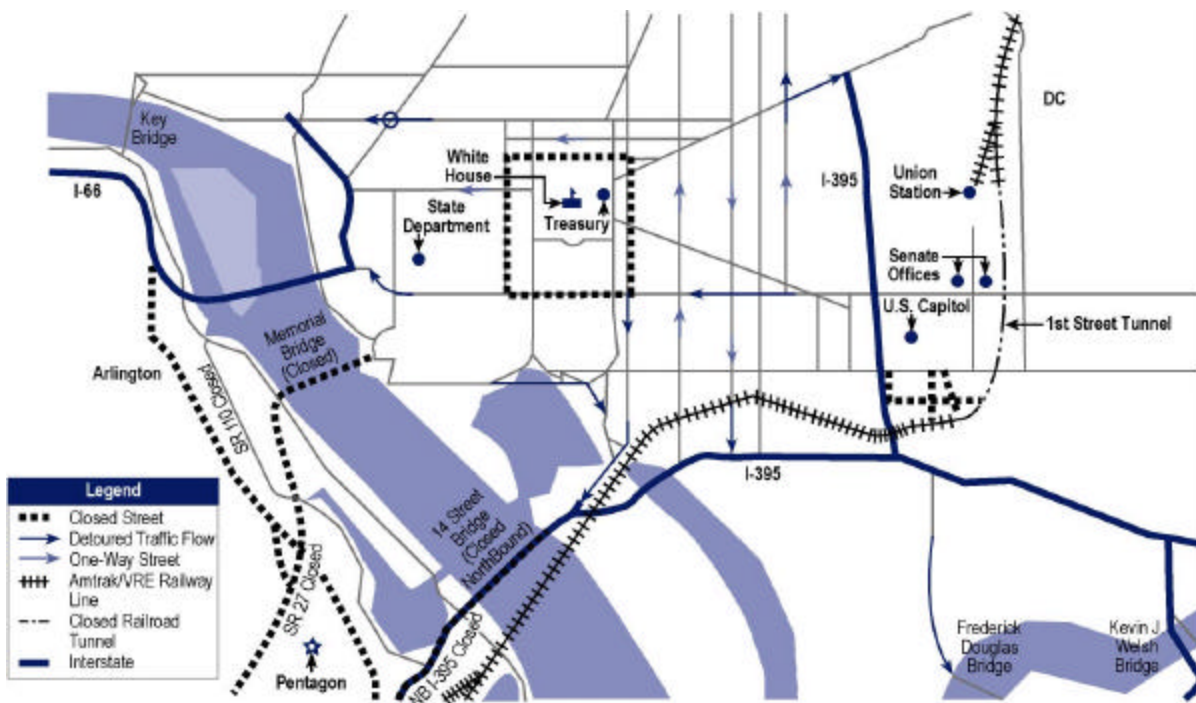 Key
Bridge
DC
I-66
White
House
State
Department
Treasury
I-395
Union
Station
Senate
Offices
U.S. Capitol
1st Street Tunnel
Memorial
Bridge
(Closed)
Arlington
SR 110 Closed
I-395
14 Street
Bridge
(Closed
NorthBound)
SR 27 Closed
NB I-395 Closed
Pentagon
Frederick
Douglas
Bridge
Kevin J.
Welsh
Bridge
Legend
Closed Street
Detoured Traffic Flow
One-Way Street
Amtrak/VRE Railway
Line
Closed Railroad
Tunnel
Interstate